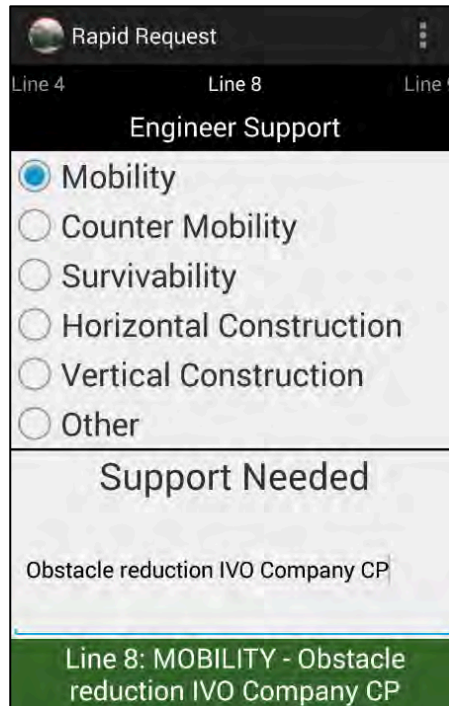 Rapid Request
Line 4 Line 8 Line
Engineer Support
Mobility
Counter Mobility
Survivability
Horizontal Construction
Vertical Construction
Other
Support Needed
Obstacle reduction IVO Company CP
Line 8: MOBILITY - Obstacle
reduction IVO Company CP